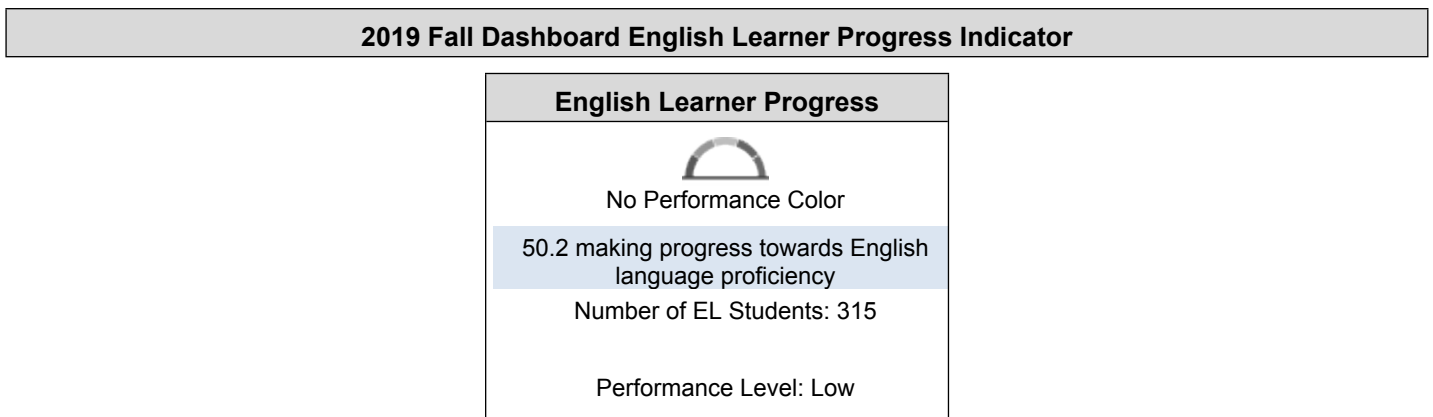 2019 Fall Dashboard English Learner Progress Indicator
English Learner Progress
No Performance Color
50.2 making progress towards English
language proficiency
Number of EL Students: 315
Performance Level: Low